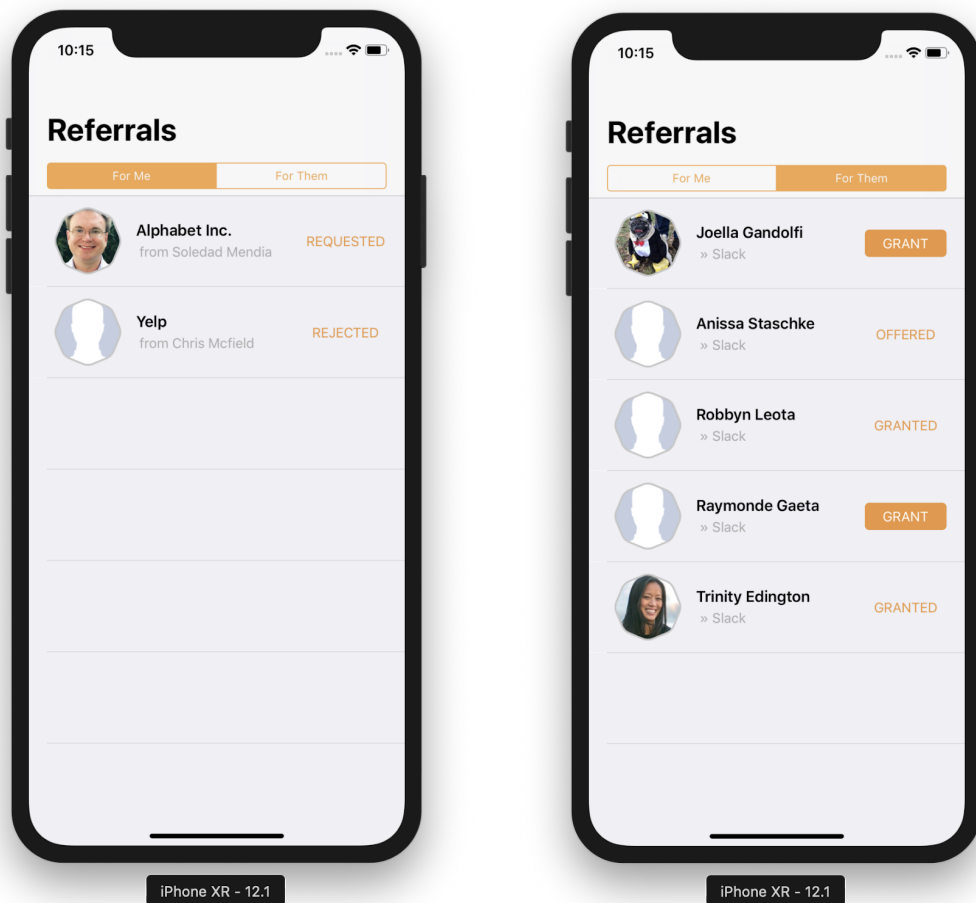 10:15
Referrals
For Me
For Them
Alphabet Inc.
from Soledad Mendia
REQUESTED
Yelp
from Chris Mcfield
REJECTED
iPhone XR - 12.1
10:15
Referrals
For Me
For Them
Joella Gandolfi
» Slack
GRANT
Anissa Staschke
» Slack
OFFERED
Robbyn Leota
» Slack
GRANTED
Raymonde Gaeta
» Slack
GRANT
Trinity Edington
» Slack
GRANTED
iPhone XR - 12.1